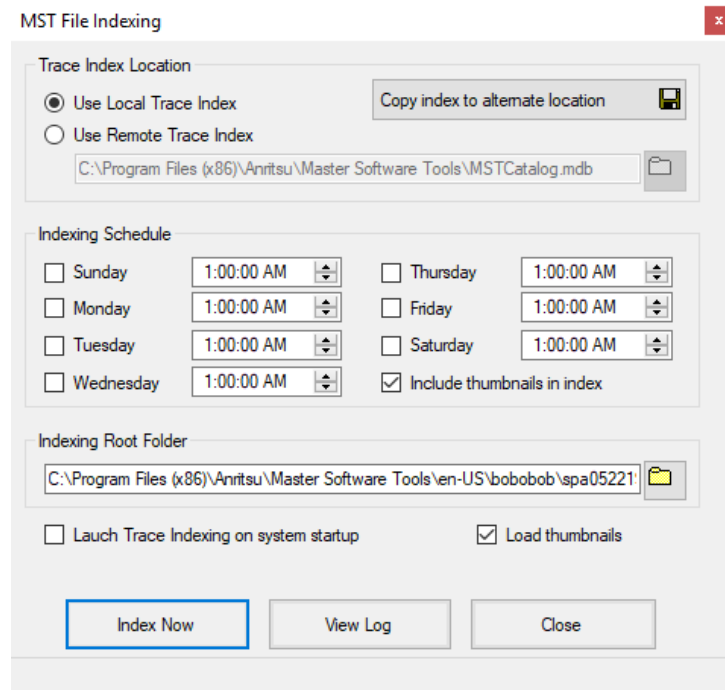 MST File Indexing
x
Trace Index Location
Use Local Trace Index
Copy index to alternate location
Use Remote Trace Index
C:\Program Files (x86)\Anritsu\Master Software Tools\MSTCatalog.mdb
Indexing Schedule
Sunday 1:00:00 AM Thursday 1:00:00 AM
Monday 1:00:00 AM Friday 1:00:00 AM
Tuesday 1:00:00 AM Saturday 1:00:00 AM
Wednesday 1:00:00 AM Include thumbnails in index
Indexing Root Folder
C:\Program Files (x86)\Anritsu\Master Software Tools\en-US\bobobob\spa05221
Lauch Trace Indexing on system startup Load thumbnails
Index Now View Log Close